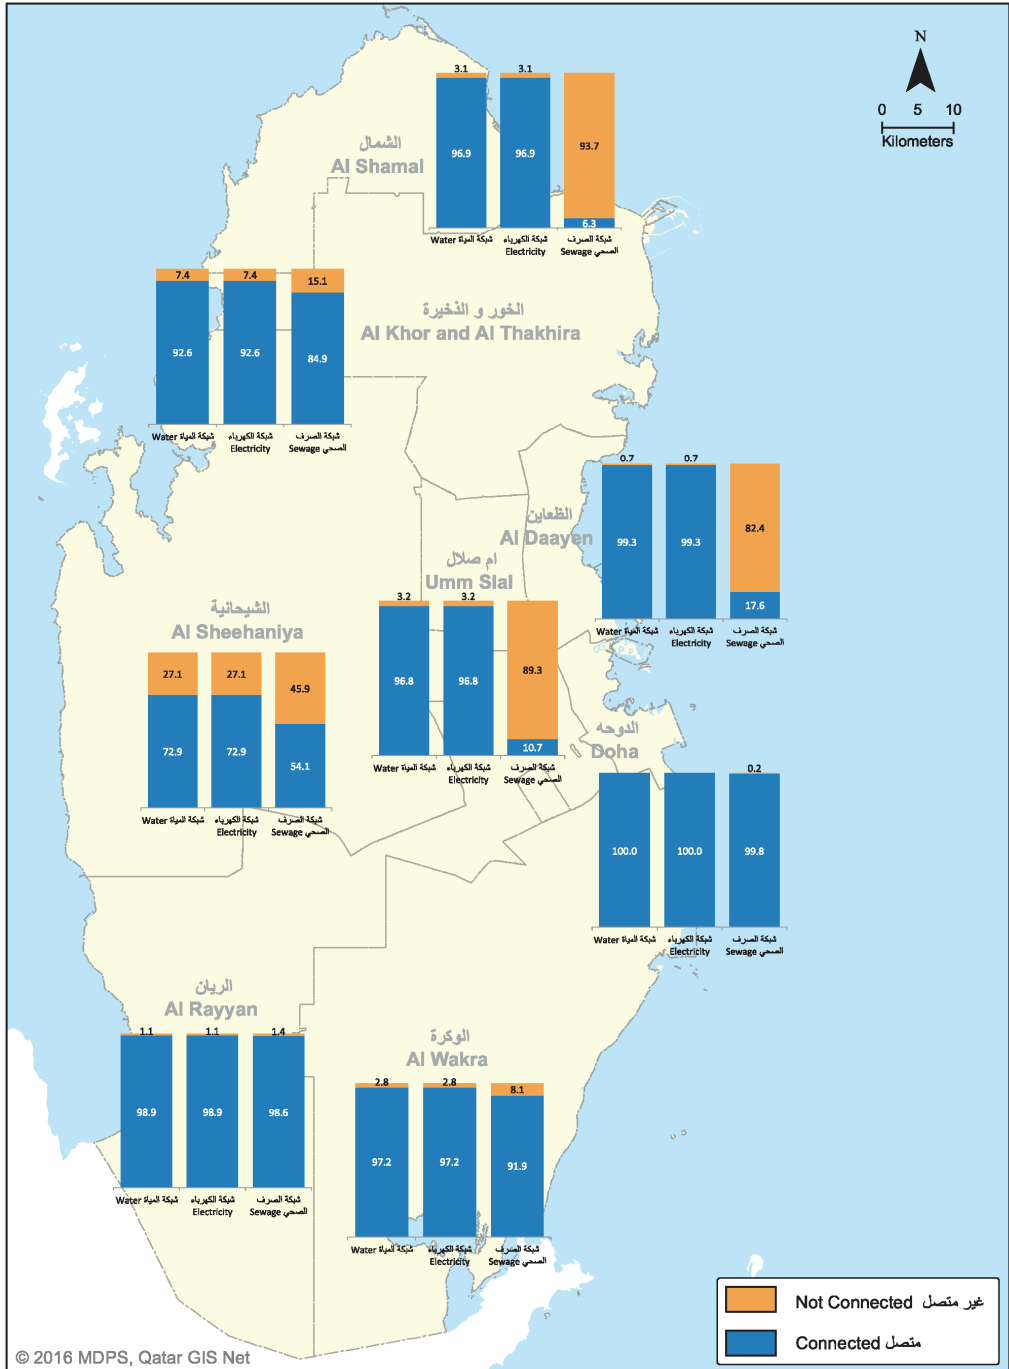 N
0 5 10
Kilometers
3.1 3.1
96.9 96.9 93.7
6.3
Water شبكة المياة
شبكة الكهرباء
Electricity
شبكة الصرف
Sewage الصحي
الشمال
Al Shamal
7.4 7.4 15.1
92.6 92.6 84.9
Water شبكة المياة
شبكة الكهرباء
Electricity
شبكة الصرف
Sewage الصحي
الخور و الذخيرة
Al Khor and Al Thakhira
0.7 0.7
99.3 99.3 82.4
17.6
Water شبكة المياة
شبكة الكهرباء
Electricity
شبكة الصرف
Sewage الصحي
الظعاين
Al Daayen
ام صلال
Umm Slal
3.2 3.2
96.8 96.8 89.3
10.7
Water شبكة المياة
شبكة الكهرباء
Electricity
شبكة الصرف
Sewage الصحي
الشيحانية
Al Sheehaniya
27.1 27.1 45.9
72.9 72.9 54.1
Water شبكة المياة
شبكة الكهرباء
Electricity
شبكة الصرف
Sewage الصحي
الدوحه
Doha
0.2
100.0 100.0 99.8
Water شبكة المياة
شبكة الكهرباء
Electricity
شبكة الصرف
Sewage الصحي
الريان
Al Rayyan
1.1 1.1 1.4
98.9 98.9 98.6
Water شبكة المياة
شبكة الكهرباء
Electricity
شبكة الصرف
Sewage الصحي
الوكرة
Al Wakra
2.8 2.8 8.1
97.2 97.2 91.9
Water شبكة المياة
شبكة الكهرباء
Electricity
شبكة الصرف
Sewage الصحي
Not Connected غير متصل
Connected متصل
© 2016 MDPS, Qatar GIS Net